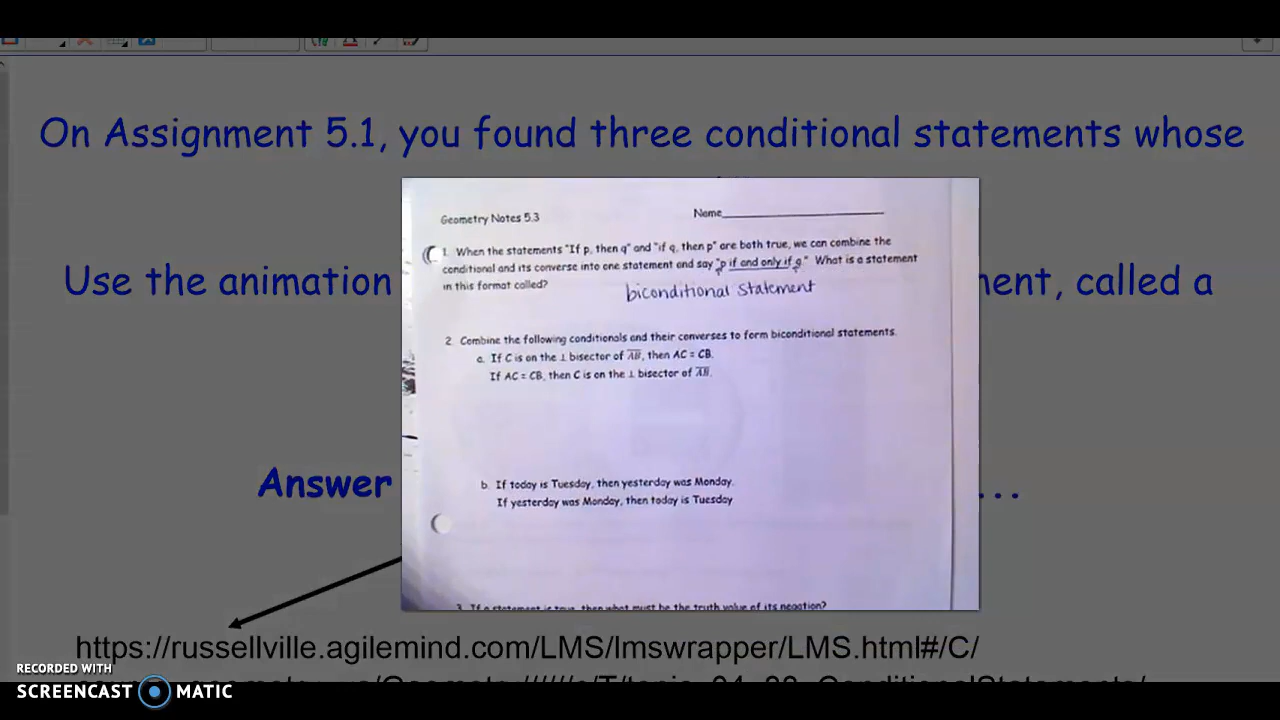 On Assignment 5.1, you found three conditional statements whose
Geometry Notes 5.3
Name
1. When the statements "If p, then q" and "if q, then p" are both true, we can combine the
conditional and its converse into one statement and say "p if and only if q." What is a statement
in this format called?
biconditional statement
Use the animation
called a
2. Combine the following conditionals and their converses to form biconditional statements.
a. If C is on the ⊥ bisector of A̅B̅, then AC = CB.
If AC = CB, then C is on the ⊥ bisector of A̅B̅.
Answer
...
b. If today is Tuesday, then yesterday was Monday.
If yesterday was Monday, then today is Tuesday
3. If a statement is true, then what must be the truth value of its negation?
https://russellville.agilemind.com/LMS/lmswrapper/LMS.html#/C/
RECORDED WITH
SCREENCAST MATIC